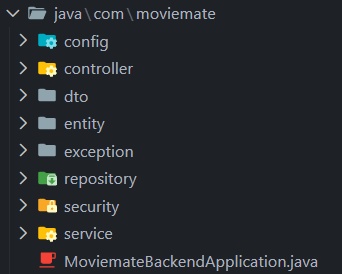 java\com\moviemate
config
controller
dto
entity
exception
repository
security
service
MoviemateBackendApplication.java